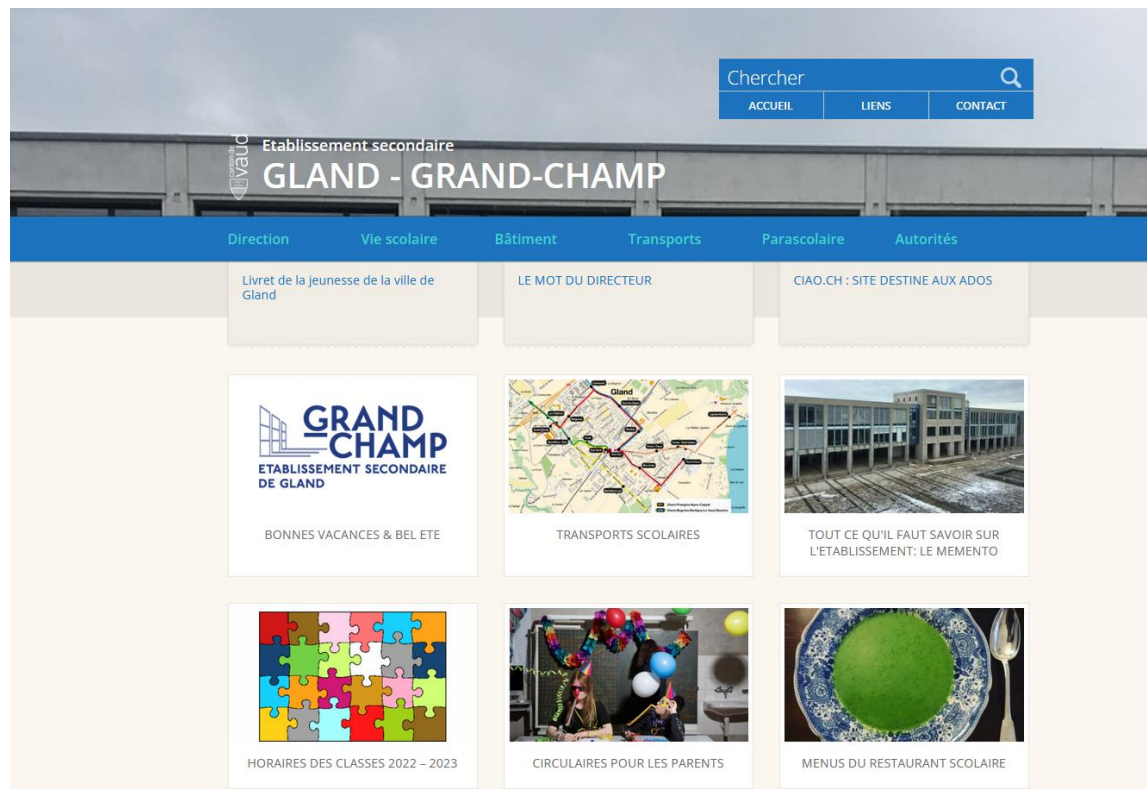 Chercher
ACCUEIL LIENS CONTACT
canton de
vaud
Etablissement secondaire
GLAND - GRAND-CHAMP
Direction Vie scolaire Bâtiment Transports Parascolaire Autorités
Livret de la jeunesse de la ville de
Gland
LE MOT DU DIRECTEUR
CIAO.CH : SITE DESTINE AUX ADOS
GRAND
CHAMP
ETABLISSEMENT SECONDAIRE
DE GLAND
Gland
BONNES VACANCES & BEL ETE
TRANSPORTS SCOLAIRES
TOUT CE QU'IL FAUT SAVOIR SUR
L'ETABLISSEMENT: LE MEMENTO
HORAIRES DES CLASSES 2022 – 2023
CIRCULAIRES POUR LES PARENTS
MENUS DU RESTAURANT SCOLAIRE